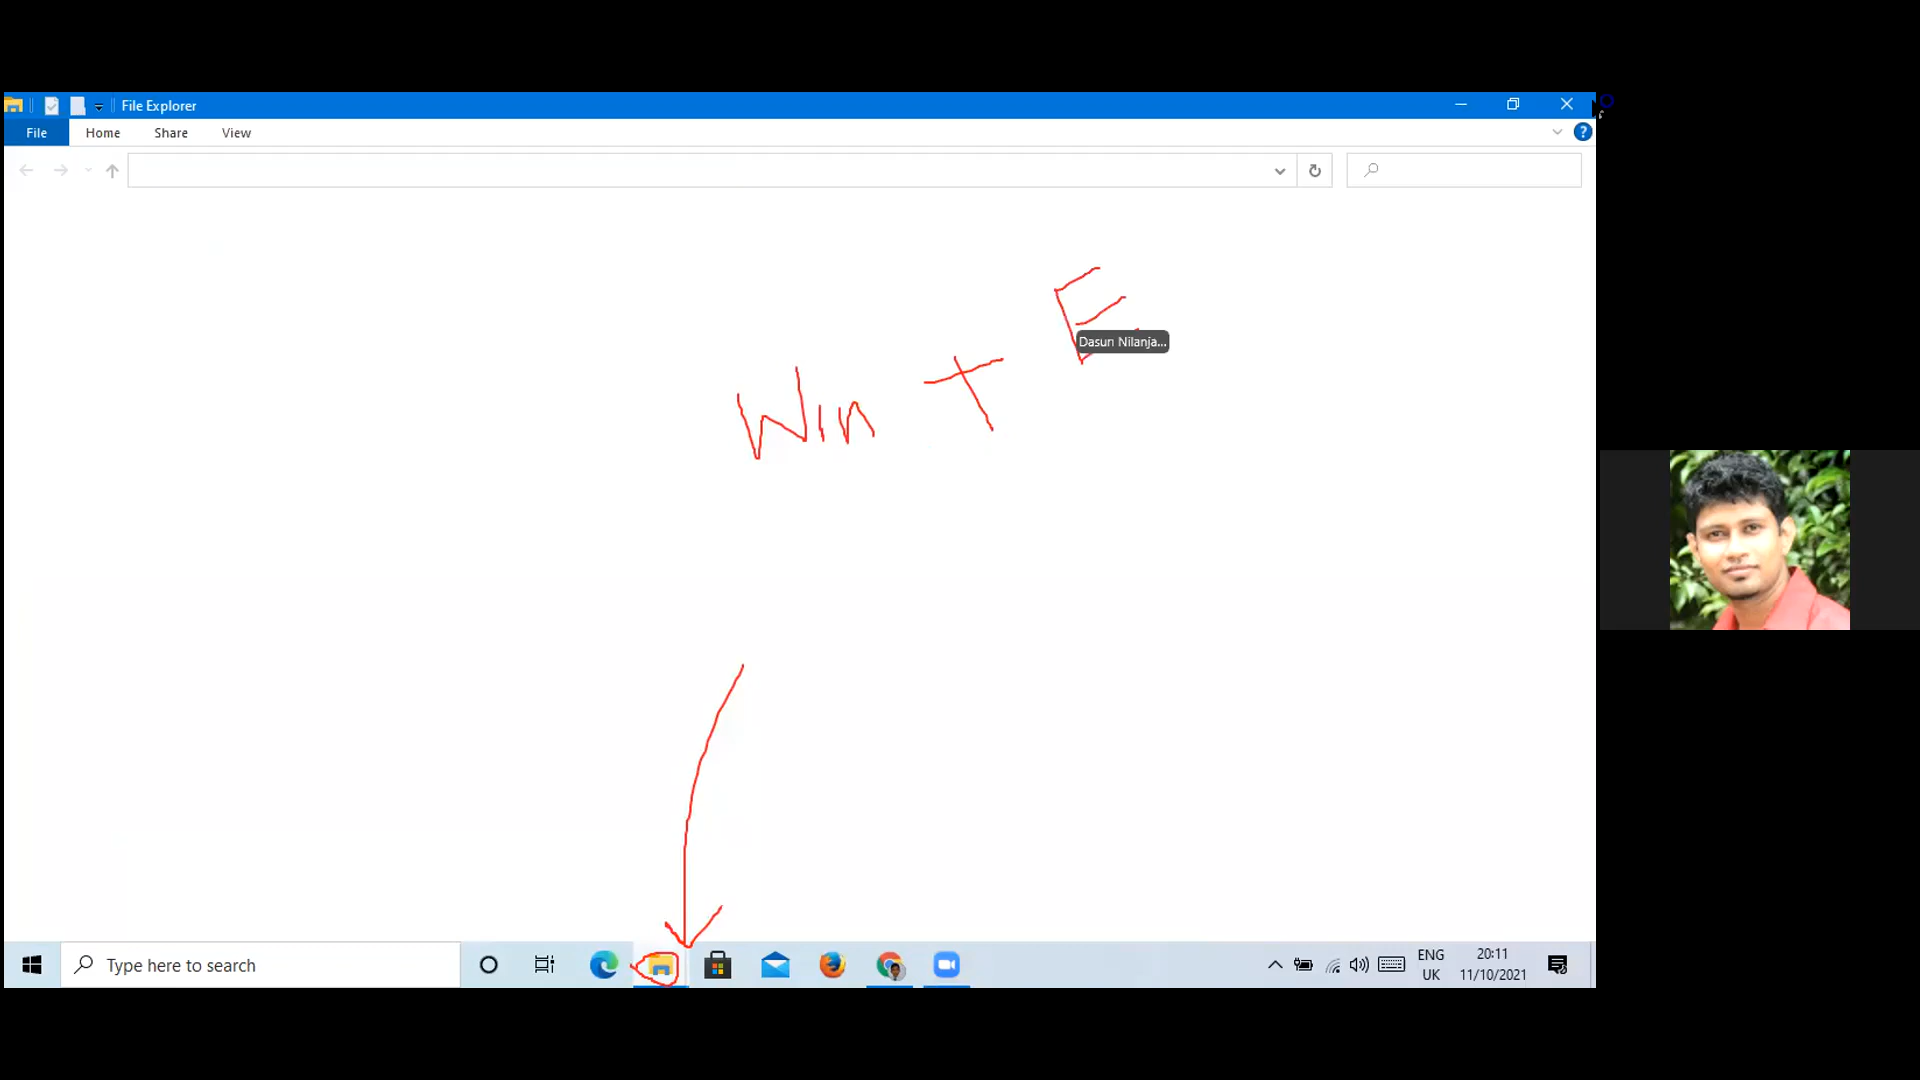 File Explorer
File Home Share View
?
E
Dasun Nilanja...
Win +
Type here to search
ENG
UK
20:11
11/10/2021